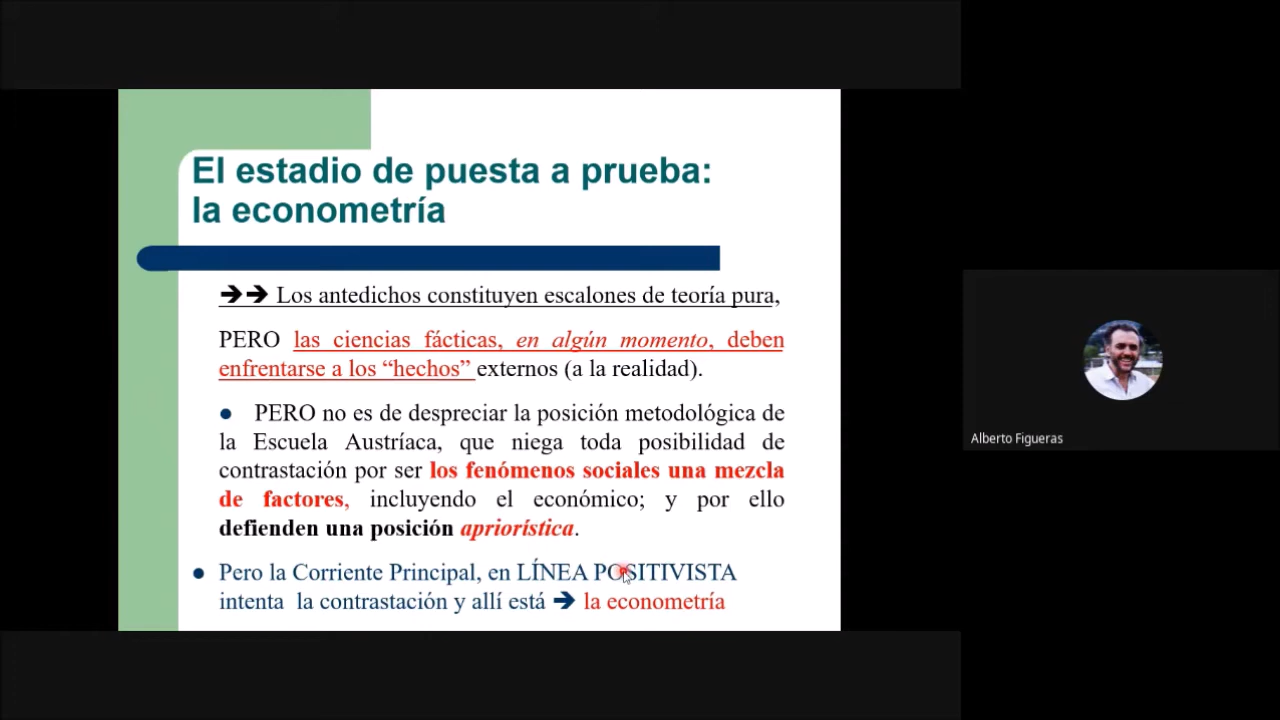 El estadio de puesta a prueba:
la econometría
➔➔ Los antedichos constituyen escalones de teoría pura,
PERO las ciencias fácticas, en algún momento, deben
enfrentarse a los “hechos” externos (a la realidad).
● PERO no es de despreciar la posición metodológica de
la Escuela Austríaca, que niega toda posibilidad de
contrastación por ser los fenómenos sociales una mezcla
de factores, incluyendo el económico; y por ello
defienden una posición apriorística.
● Pero la Corriente Principal, en LÍNEA POSITIVISTA
intenta la contrastación y allí está ➔ la econometría
Alberto Figueras